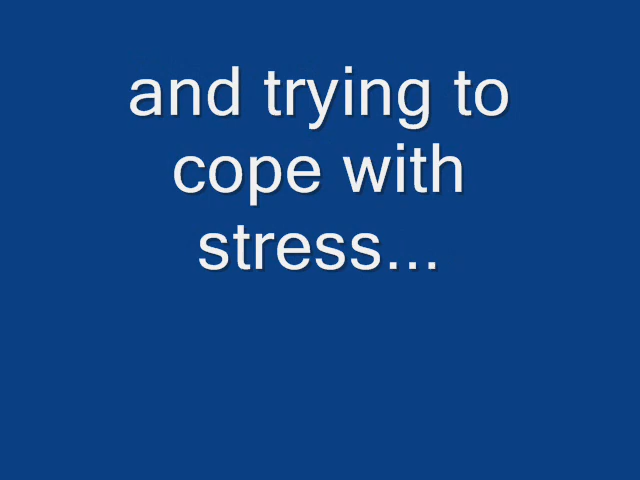 and trying to
cope with
stress...